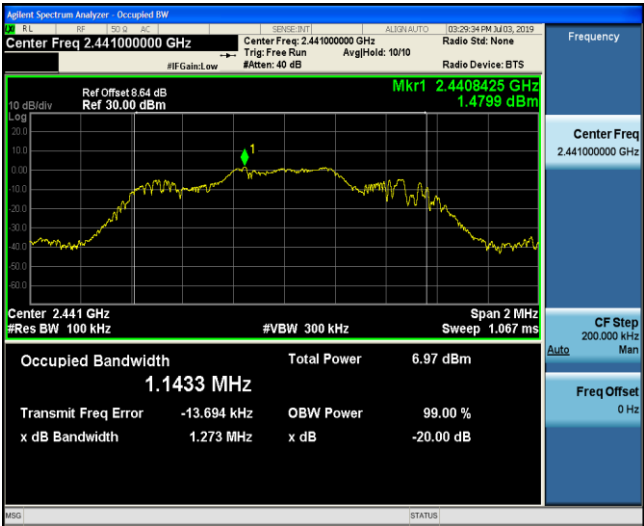 Agilent Spectrum Analyzer - Occupied BW
RL RF 50 Ω AC SENSE:INT ALIGNAUTO 03:29:34 PM Jul 03, 2019
Center Freq 2.441000000 GHz
#IFGain:Low
Center Freq: 2.441000000 GHz
Trig: Free Run Avg|Hold: 10/10
#Atten: 40 dB
Radio Std: None
Radio Device: BTS
Frequency
Ref Offset 8.64 dB
10 dB/div Ref 30.00 dBm
Mkr1 2.4408425 GHz
1.4799 dBm
Log
20.0
10.0
0.00
-10.0
-20.0
-30.0
-40.0
-50.0
-60.0
1
Center 2.441 GHz Span 2 MHz
#Res BW 100 kHz #VBW 300 kHz Sweep 1.067 ms
Occupied Bandwidth Total Power 6.97 dBm
1.1433 MHz
Transmit Freq Error -13.694 kHz OBW Power 99.00 %
x dB Bandwidth 1.273 MHz x dB -20.00 dB
Center Freq
2.441000000 GHz
CF Step
200.000 kHz
Auto Man
Freq Offset
0 Hz
MSG STATUS